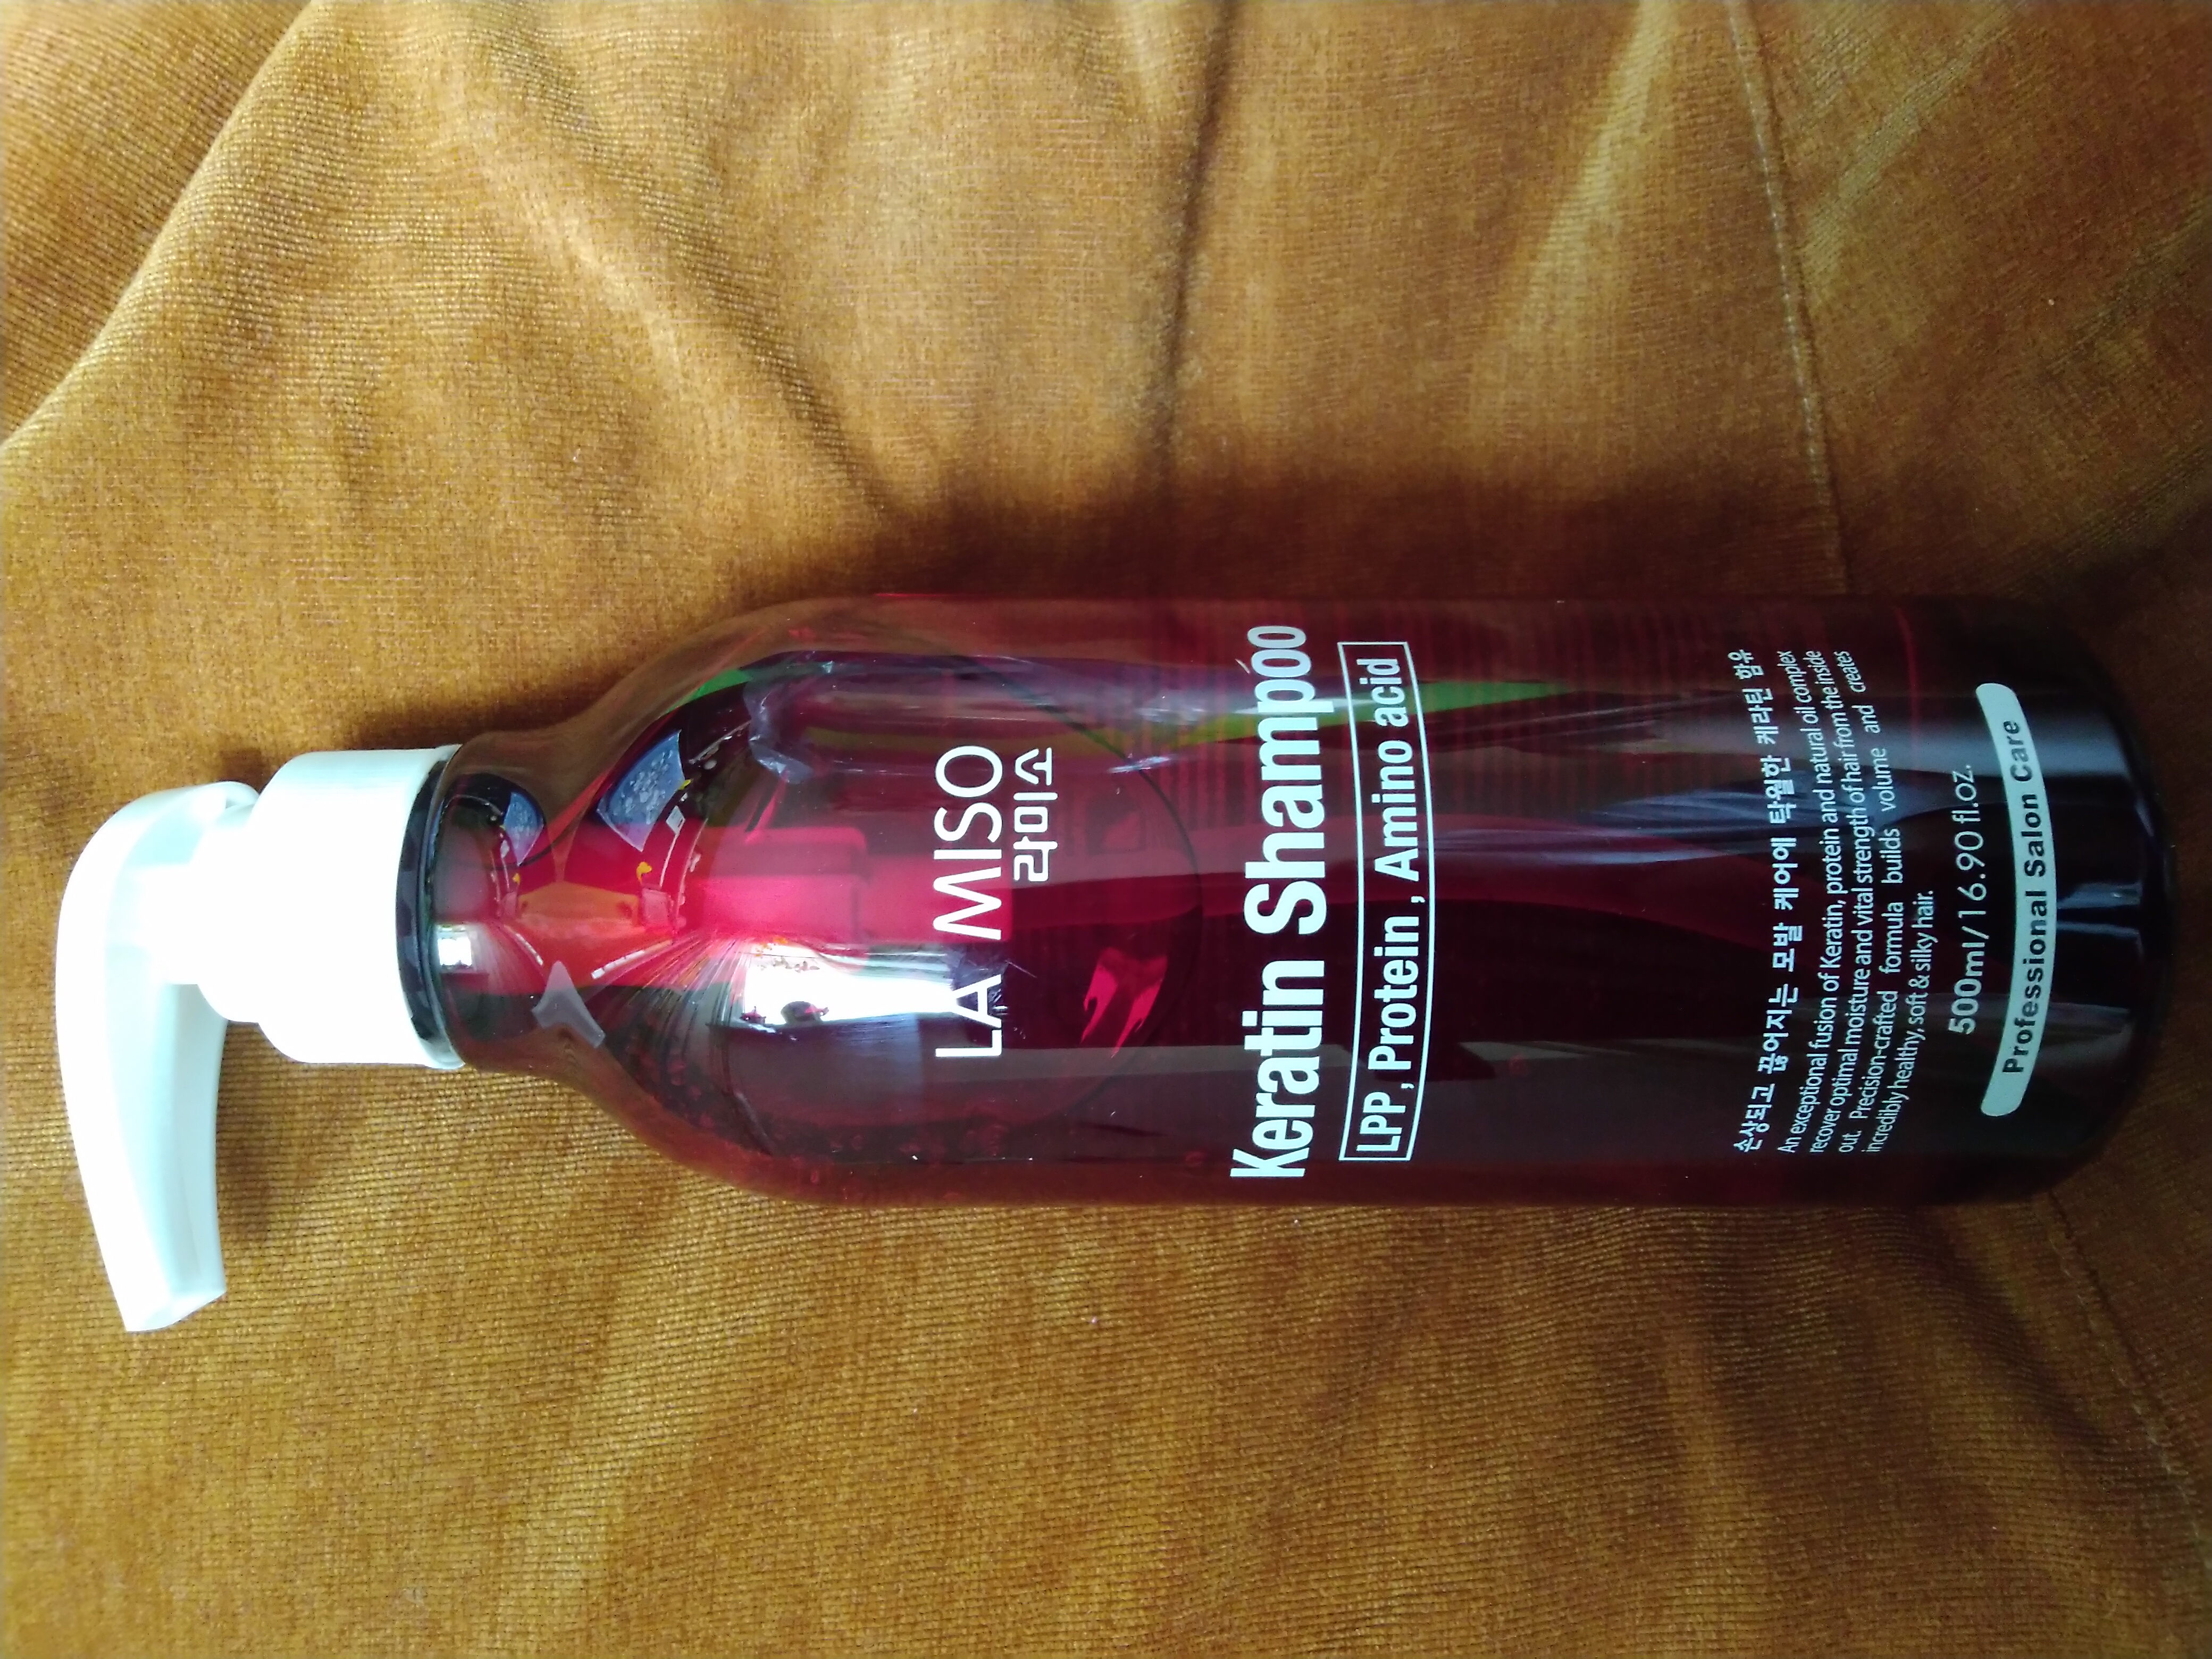 LA MISO
라미소
Keratin Shampoo
LPP, Protein, Amino acid
손상되고 끊어지는 모발 케어에 탁월한 케라틴 함유
An exceptional fusion of Keratin, protein and natural oil complex
recover optimal moisture and vital strength of hair from the inside
out. Precision-crafted formula builds volume and creates
incredibly healthy, soft & silky hair.
500ml/16.90 fl.oz.
Professional Salon Care